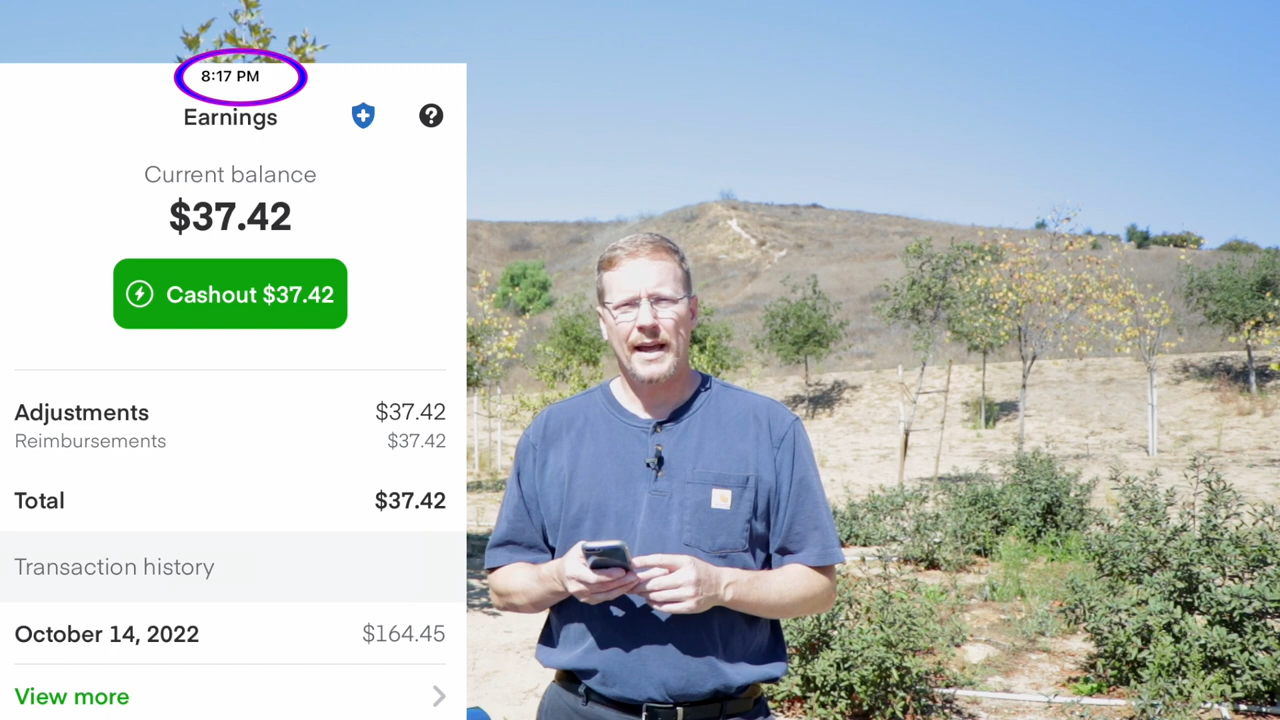 8:17 PM
Earnings
Current balance
$37.42
Cashout $37.42
Adjustments $37.42
Reimbursements $37.42
Total $37.42
Transaction history
October 14, 2022 $164.45
View more